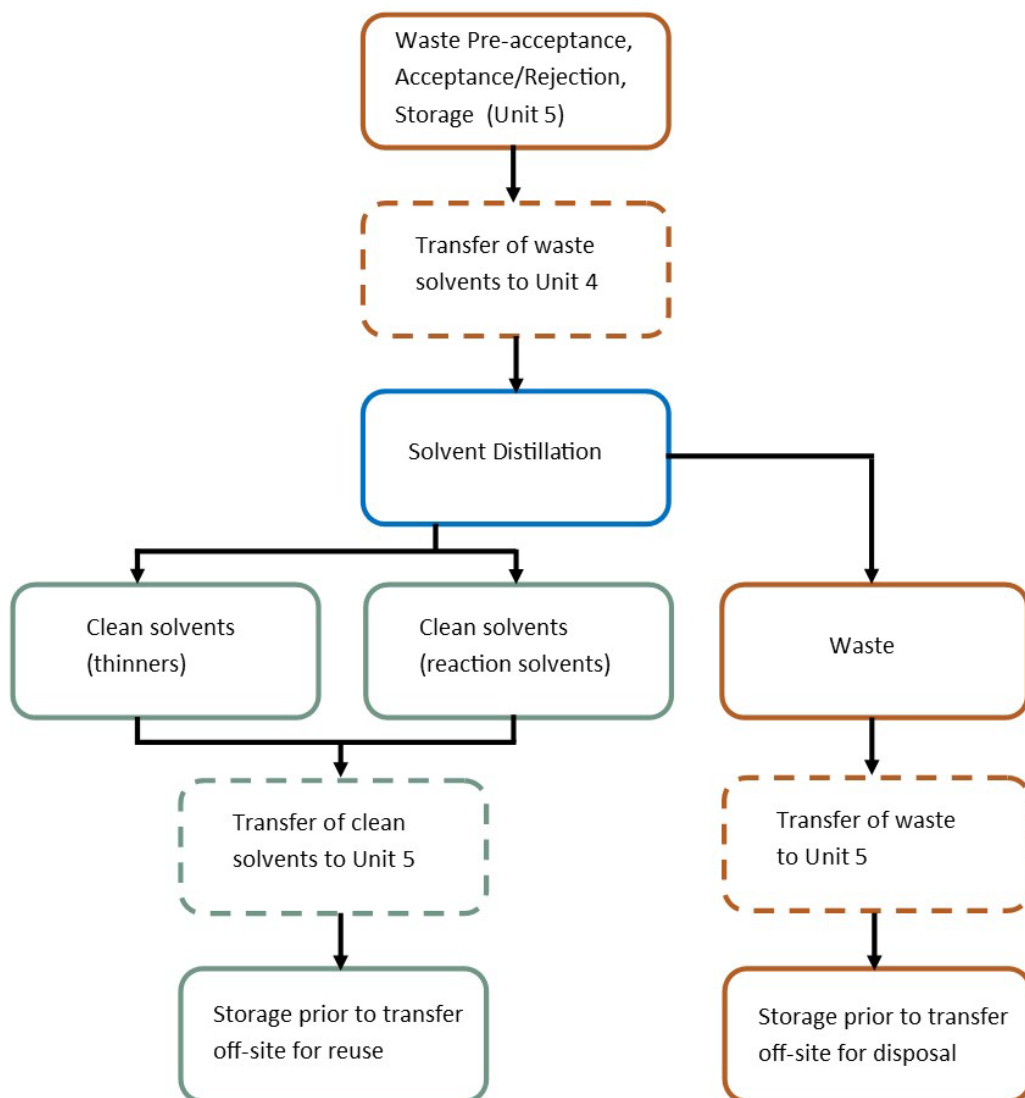 Waste Pre-acceptance,
Acceptance/Rejection,
Storage (Unit 5)
Transfer of waste
solvents to Unit 4
Solvent Distillation
Clean solvents
(thinners)
Clean solvents
(reaction solvents)
Waste
Transfer of clean
solvents to Unit 5
Transfer of waste
to Unit 5
Storage prior to transfer
off-site for reuse
Storage prior to transfer
off-site for disposal